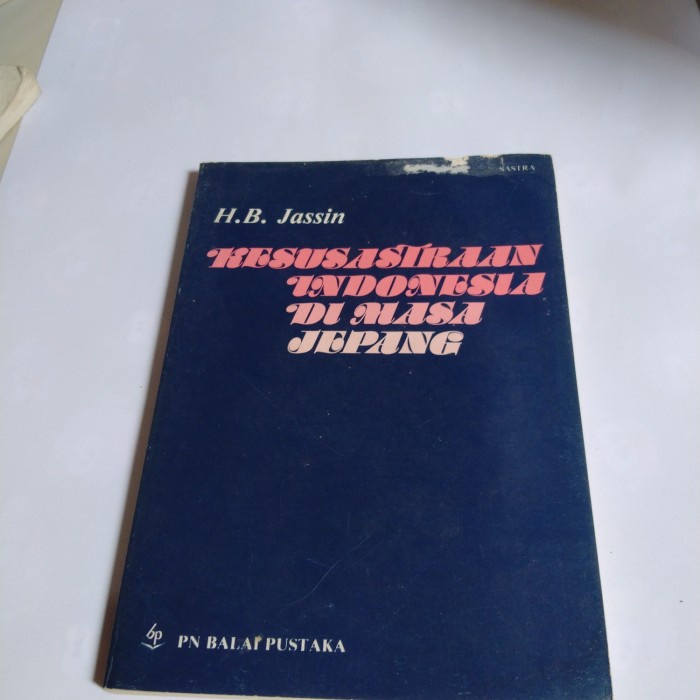 SASTRA
H.B. Jassin
KESUSASTRAAN
INDONESIA
DI MASA
JEPANG
bp PN BALAI PUSTAKA